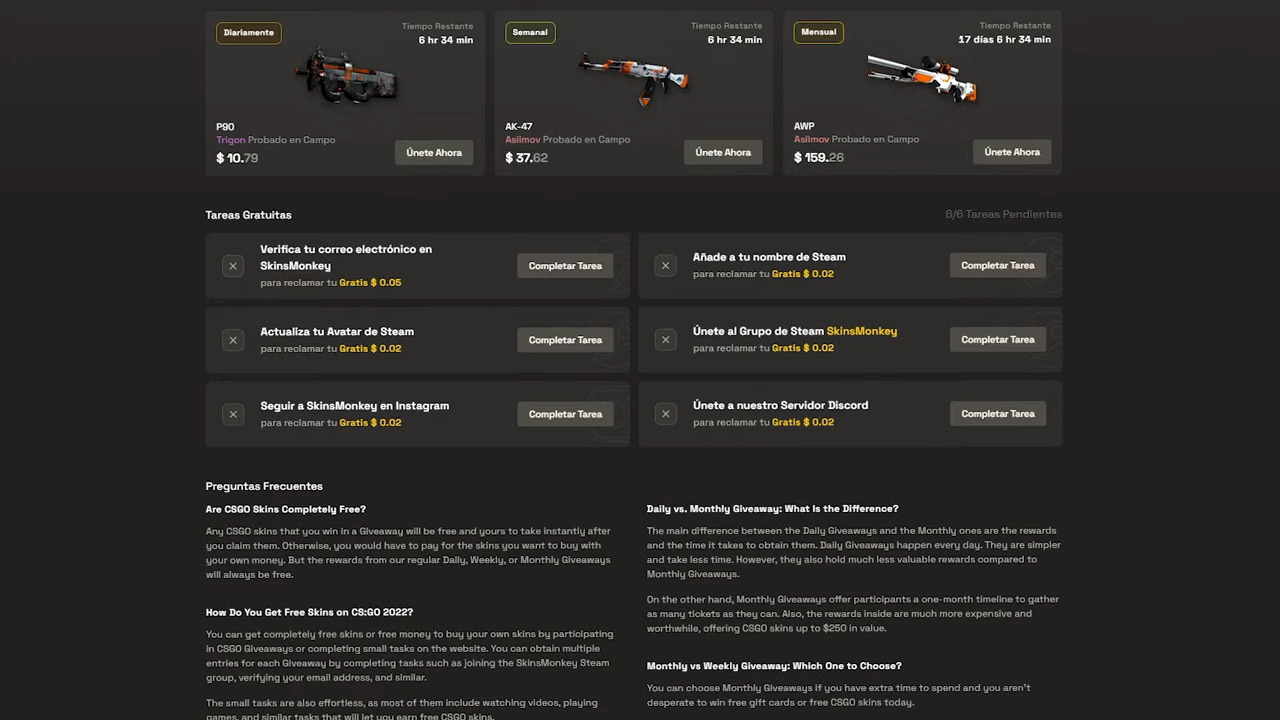 Diariamente
Tiempo Restante
6 hr 34 min
P90
Trigon Probado en Campo
$ 10.79
Únete Ahora
Semanal
Tiempo Restante
6 hr 34 min
AK-47
Asiimov Probado en Campo
$ 37.62
Únete Ahora
Mensual
Tiempo Restante
17 días 6 hr 34 min
AWP
Asiimov Probado en Campo
$ 159.26
Únete Ahora
Tareas Gratuitas
6/6 Tareas Pendientes
Verifica tu correo electrónico en
SkinsMonkey
para reclamar tu Gratis $ 0.05
Completar Tarea
Añade a tu nombre de Steam
para reclamar tu Gratis $ 0.02
Completar Tarea
Actualiza tu Avatar de Steam
para reclamar tu Gratis $ 0.02
Completar Tarea
Únete al Grupo de Steam SkinsMonkey
para reclamar tu Gratis $ 0.02
Completar Tarea
Seguir a SkinsMonkey en Instagram
para reclamar tu Gratis $ 0.02
Completar Tarea
Únete a nuestro Servidor Discord
para reclamar tu Gratis $ 0.02
Completar Tarea
Preguntas Frecuentes
Are CSGO Skins Completely Free?
Any CSGO skins that you win in a Giveaway will be free and yours to take instantly after
you claim them. Otherwise, you would have to pay for the skins you want to buy with
your own money. But the rewards from our regular Daily, Weekly, or Monthly Giveaways
will always be free.
How Do You Get Free Skins on CS:GO 2022?
You can get completely free skins or free money to buy your own skins by participating
in CSGO Giveaways or completing small tasks on the website. You can obtain multiple
entries for each Giveaway by completing tasks such as joining the SkinsMonkey Steam
group, verifying your email address, and similar.
The small tasks are also effortless, as most of them include watching videos, playing
games, and similar tasks that will let you earn free CSGO skins.
Daily vs. Monthly Giveaway: What Is the Difference?
The main difference between the Daily Giveaways and the Monthly ones are the rewards
and the time it takes to obtain them. Daily Giveaways happen every day. They are simpler
and take less time. However, they also hold much less valuable rewards compared to
Monthly Giveaways.
On the other hand, Monthly Giveaways offer participants a one-month timeline to gather
as many tickets as they can. Also, the rewards inside are much more expensive and
worthwhile, offering CSGO skins up to $250 in value.
Monthly vs Weekly Giveaway: Which One to Choose?
You can choose Monthly Giveaways if you have extra time to spend and you aren't
desperate to win free gift cards or free CSGO skins today.